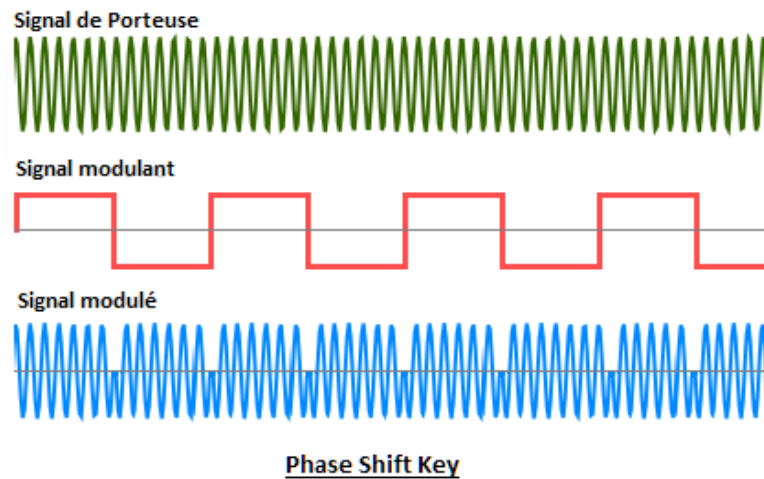 Signal de Porteuse
Signal modulant
Signal modulé
Phase Shift Key